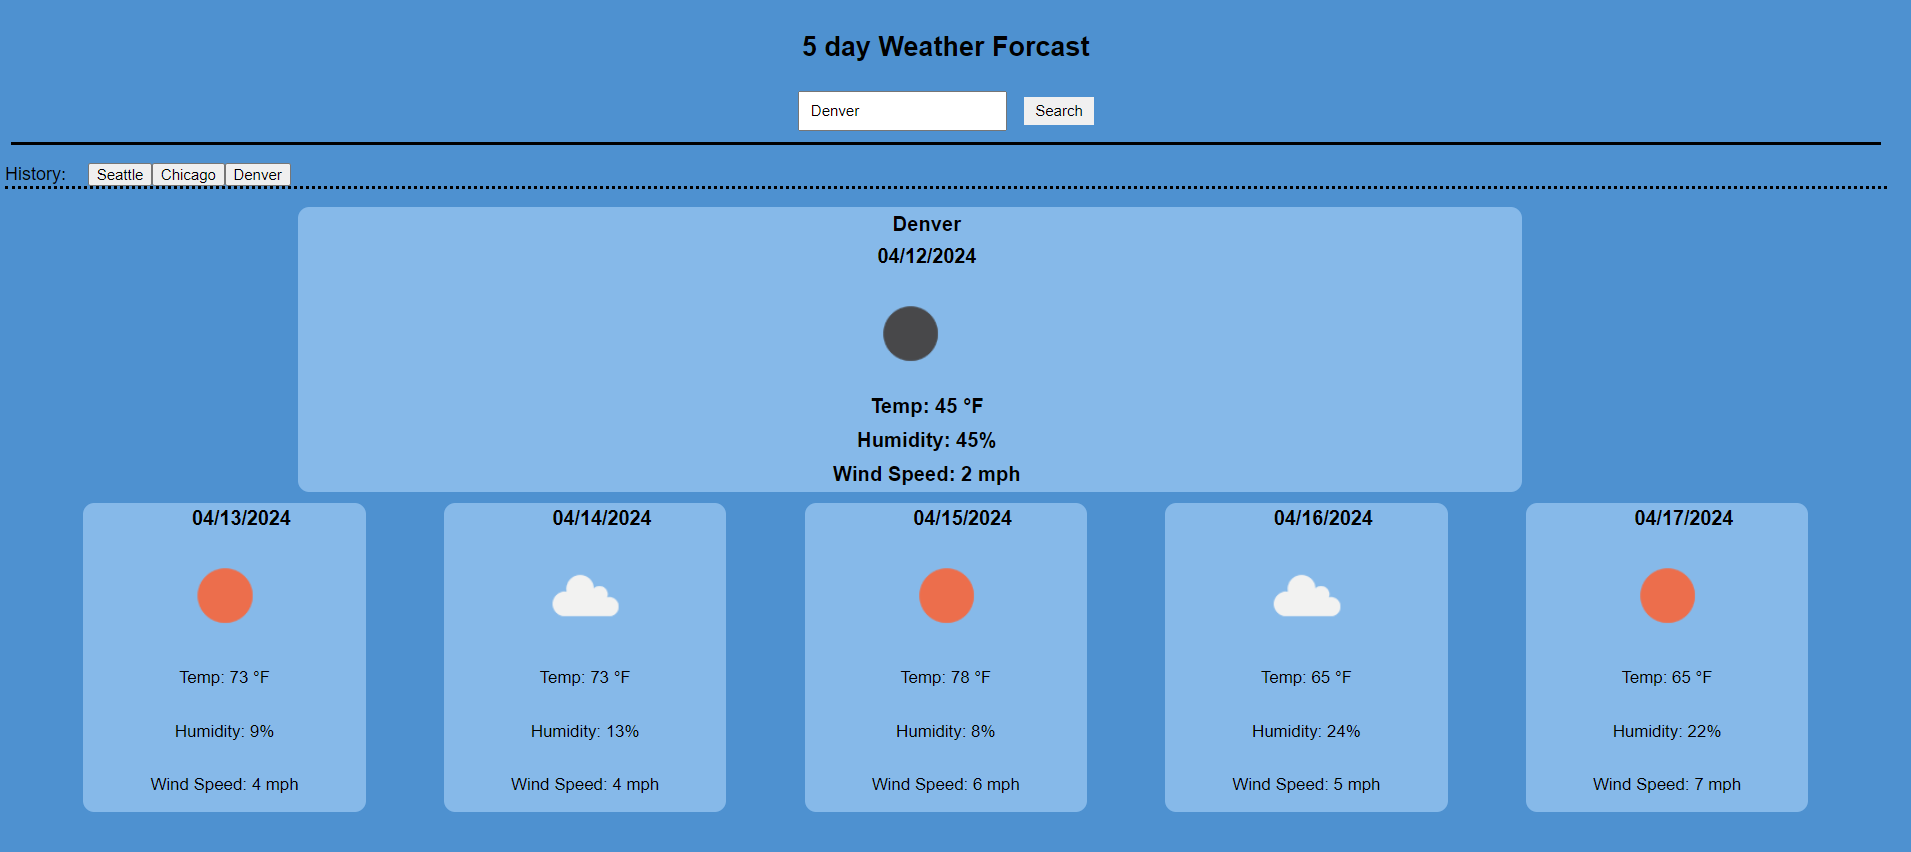 5 day Weather Forcast
Denver Search
History: Seattle Chicago Denver
Denver
04/12/2024
Temp: 45 °F
Humidity: 45%
Wind Speed: 2 mph
04/13/2024
Temp: 73 °F
Humidity: 9%
Wind Speed: 4 mph
04/14/2024
Temp: 73 °F
Humidity: 13%
Wind Speed: 4 mph
04/15/2024
Temp: 78 °F
Humidity: 8%
Wind Speed: 6 mph
04/16/2024
Temp: 65 °F
Humidity: 24%
Wind Speed: 5 mph
04/17/2024
Temp: 65 °F
Humidity: 22%
Wind Speed: 7 mph